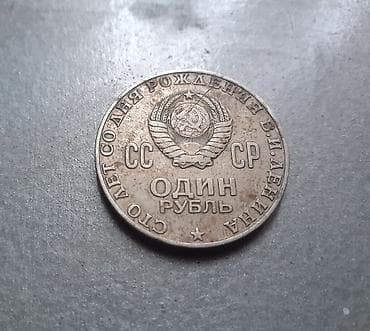 СТО ЛЕТ СО ДНЯ РОЖДЕНИЯ В.И.ЛЕНИНА
СС СР
ОДИН
РУБЛЬ